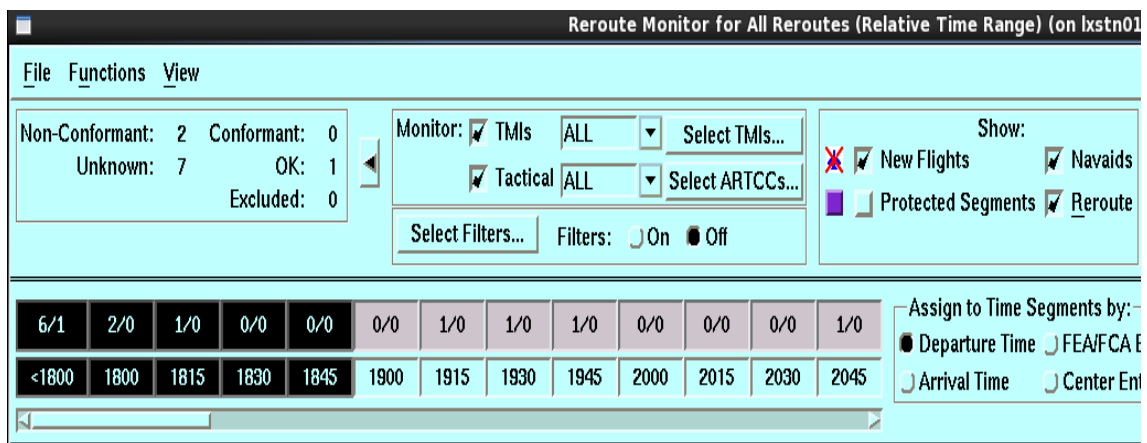 Reroute Monitor for All Reroutes (Relative Time Range) (on lxstn01
File Functions View
Non-Conformant: 2 Conformant: 0
Unknown: 7 OK: 1
Excluded: 0
Monitor: TMIs ALL Select TMIs...
Tactical ALL Select ARTCCs...
Select Filters... Filters: On Off
Show:
New Flights Navaids
Protected Segments Reroute
6/1 2/0 1/0 0/0 0/0 0/0 1/0 1/0 1/0 0/0 0/0 0/0 1/0
<1800 1800 1815 1830 1845 1900 1915 1930 1945 2000 2015 2030 2045
Assign to Time Segments by:
Departure Time FEA/FCA E
Arrival Time Center Ent